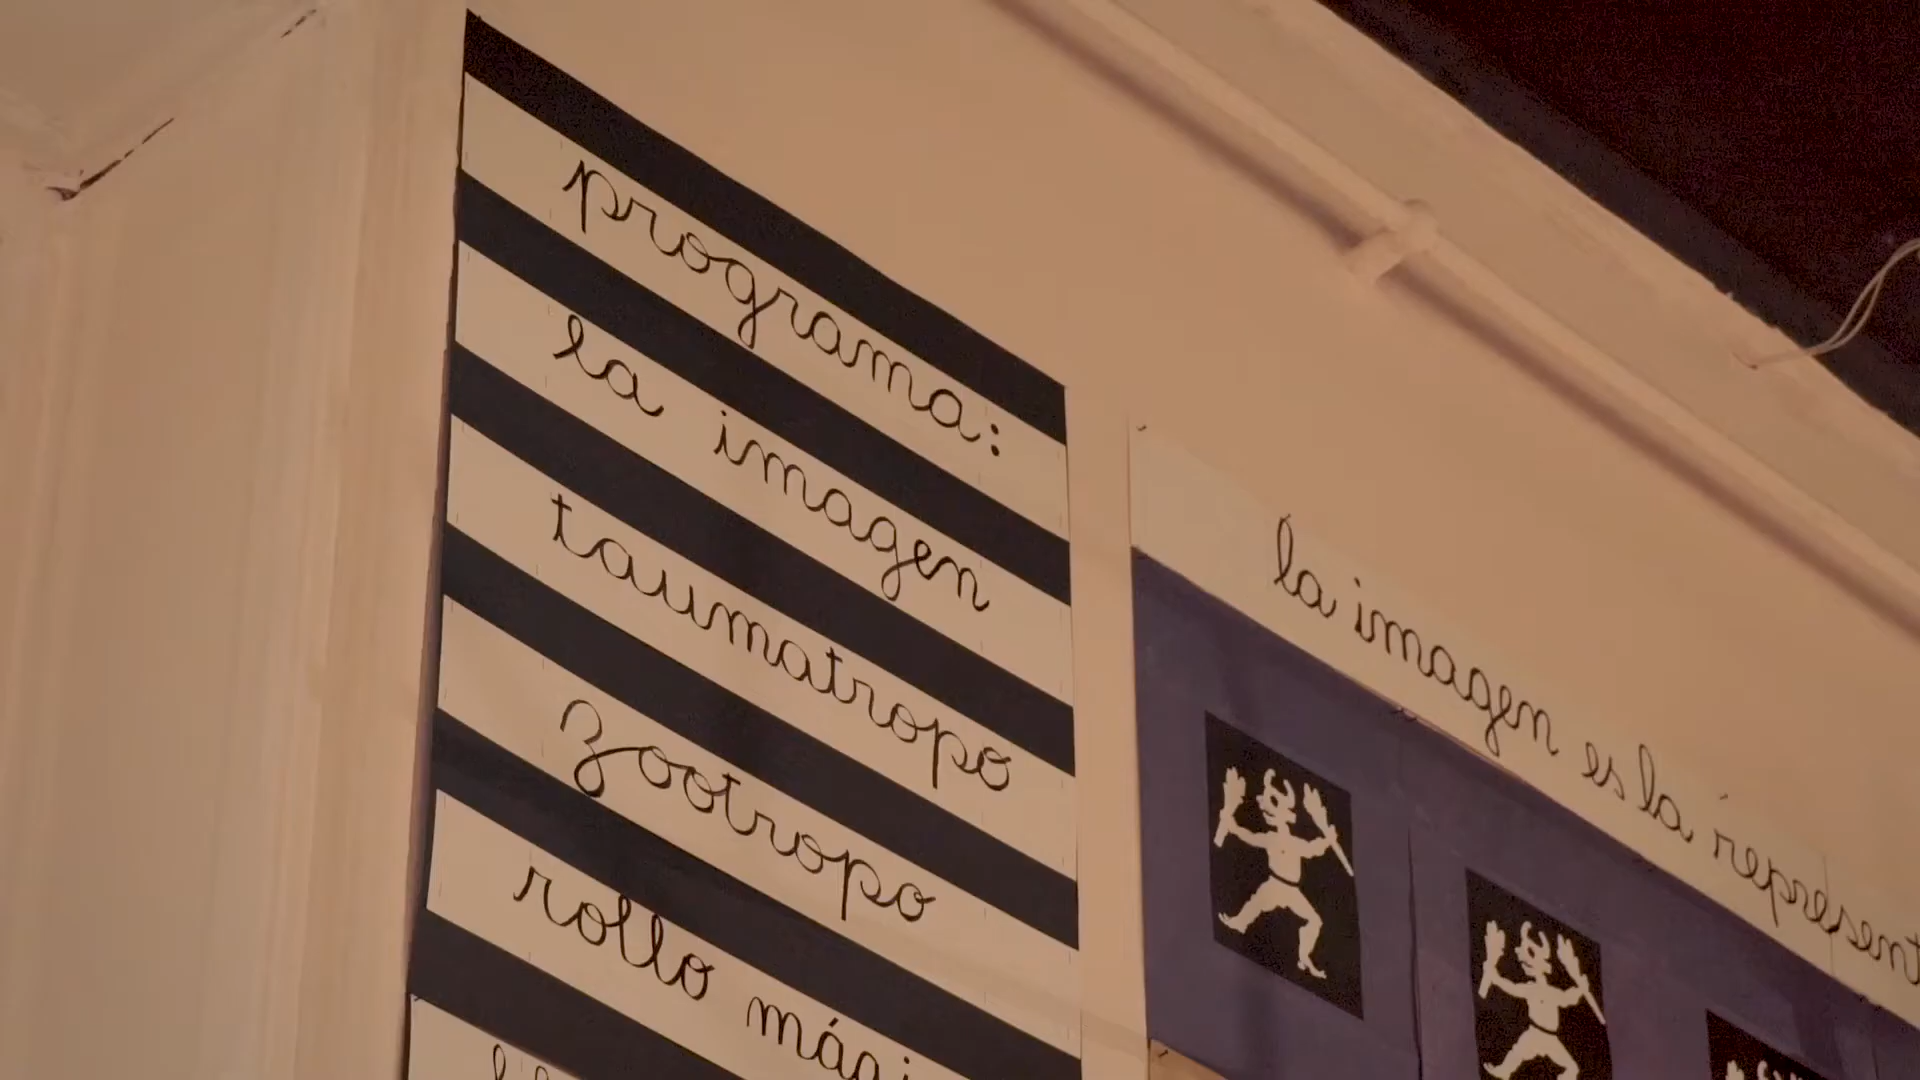 programa:
la imagen
taumatropo
zootropo
rollo
la imagen es la